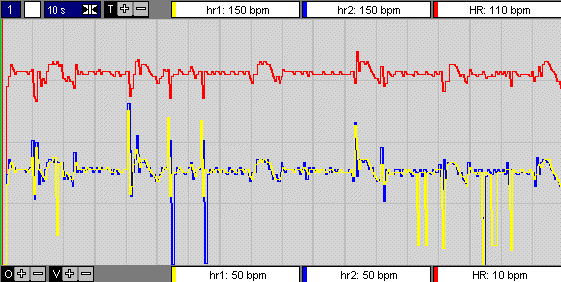 1 10 s T + − hr1: 150 bpm hr2: 150 bpm HR: 110 bpm
O + − V + − hr1: 50 bpm hr2: 50 bpm HR: 10 bpm